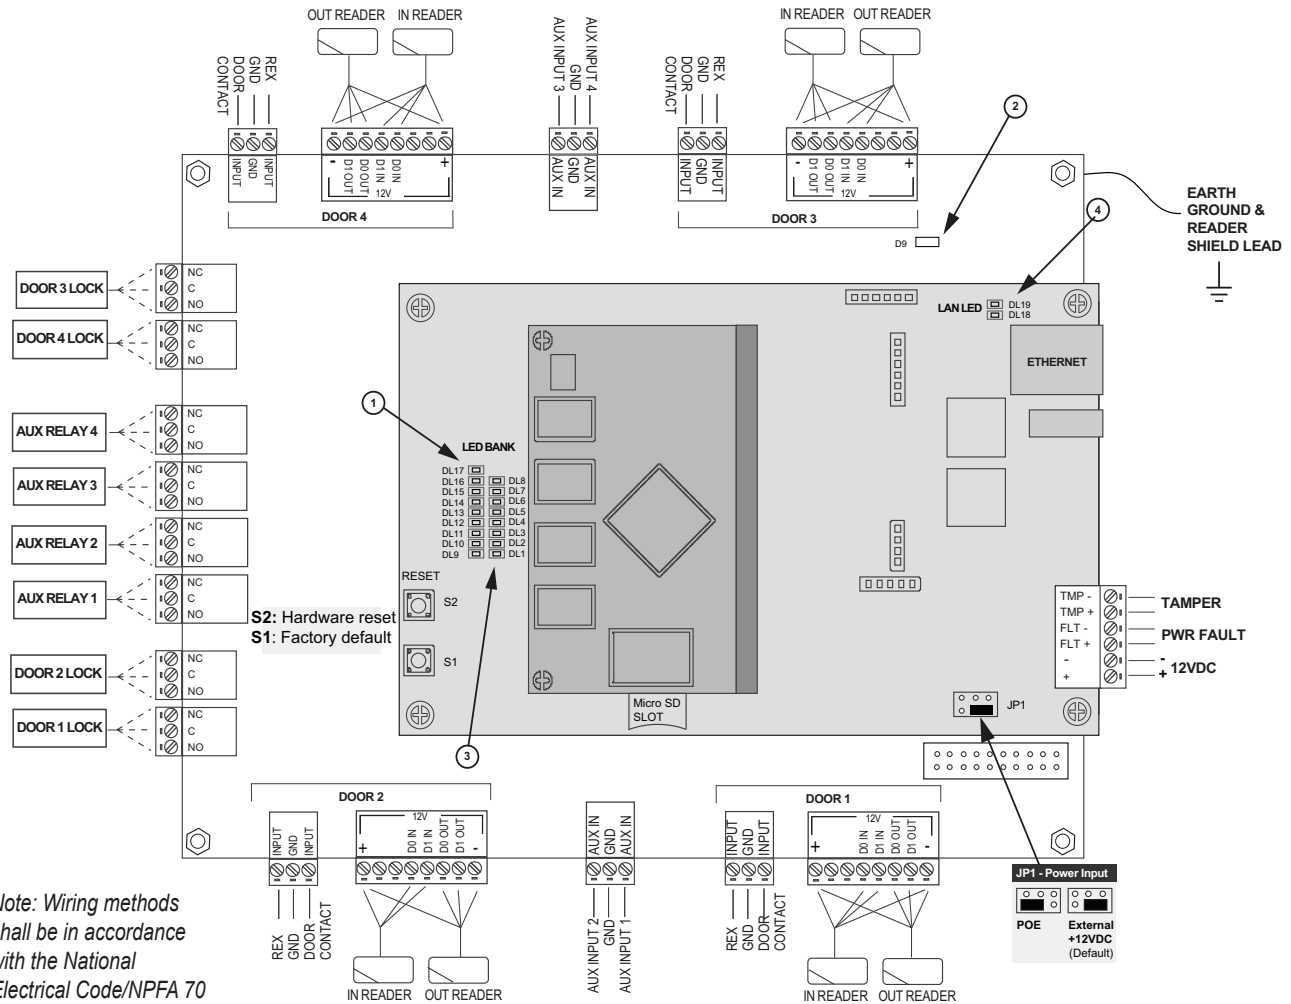 OUT READER
IN READER
DOOR CONTACT
GND
REX
AUX INPUT 3
GND
AUX INPUT 4
DOOR CONTACT
GND
REX
IN READER
OUT READER
INPUT
GND
INPUT
-
D1 OUT
D0 OUT
D1 IN
D0 IN
+
12V
DOOR 4
AUX IN
GND
AUX IN
INPUT
GND
INPUT
-
D1 OUT
D0 OUT
D1 IN
D0 IN
+
12V
DOOR 3
2
4
D9
EARTH
GROUND &
READER
SHIELD LEAD
DOOR 3 LOCK
NC
C
NO
DOOR 4 LOCK
NC
C
NO
AUX RELAY 4
NC
C
NO
AUX RELAY 3
NC
C
NO
AUX RELAY 2
NC
C
NO
AUX RELAY 1
NC
C
NO
DOOR 2 LOCK
NC
C
NO
DOOR 1 LOCK
NC
C
NO
LAN LED
DL19
DL18
ETHERNET
1
LED BANK
DL17
DL16 DL8
DL15 DL7
DL14 DL6
DL13 DL5
DL12 DL4
DL11 DL3
DL10 DL2
DL9 DL1
RESET
S2
S2: Hardware reset
S1: Factory default
S1
3
Micro SD
SLOT
JP1
TMP -
TMP +
FLT -
FLT +
-
+
TAMPER
PWR FAULT
-
+ 12VDC
DOOR 2
INPUT
GND
INPUT
12V
+
D0 IN
D1 IN
D0 OUT
D1 OUT
-
REX
GND
DOOR CONTACT
IN READER
OUT READER
AUX IN
GND
AUX IN
AUX INPUT 2
GND
AUX INPUT 1
DOOR 1
INPUT
GND
INPUT
12V
+
D0 IN
D1 IN
D0 OUT
D1 OUT
-
REX
GND
DOOR CONTACT
IN READER
OUT READER
JP1 - Power Input
POE
External
+12VDC
(Default)
Note: Wiring methods
shall be in accordance
with the National
Electrical Code/NPFA 70